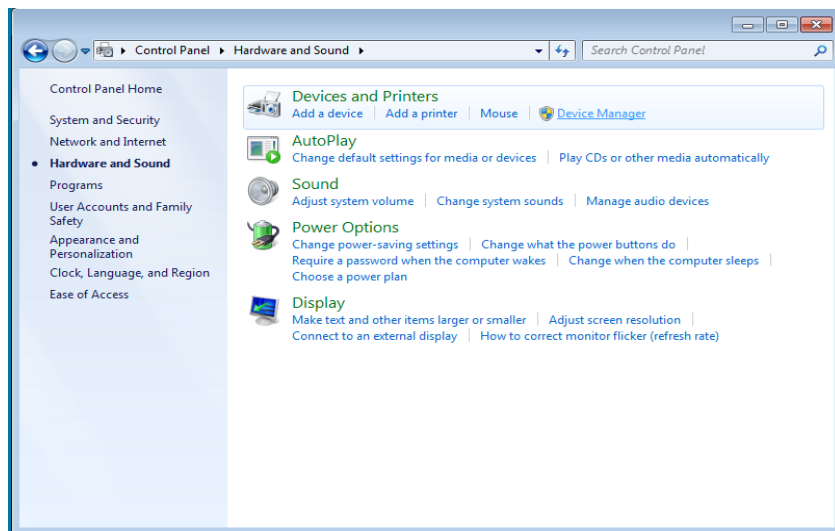 Control Panel Hardware and Sound Search Control Panel
Control Panel Home
System and Security
Network and Internet
Hardware and Sound
Programs
User Accounts and Family
Safety
Appearance and
Personalization
Clock, Language, and Region
Ease of Access
Devices and Printers
Add a device Add a printer Mouse Device Manager
AutoPlay
Change default settings for media or devices Play CDs or other media automatically
Sound
Adjust system volume Change system sounds Manage audio devices
Power Options
Change power-saving settings Change what the power buttons do
Require a password when the computer wakes Change when the computer sleeps
Choose a power plan
Display
Make text and other items larger or smaller Adjust screen resolution
Connect to an external display How to correct monitor flicker (refresh rate)